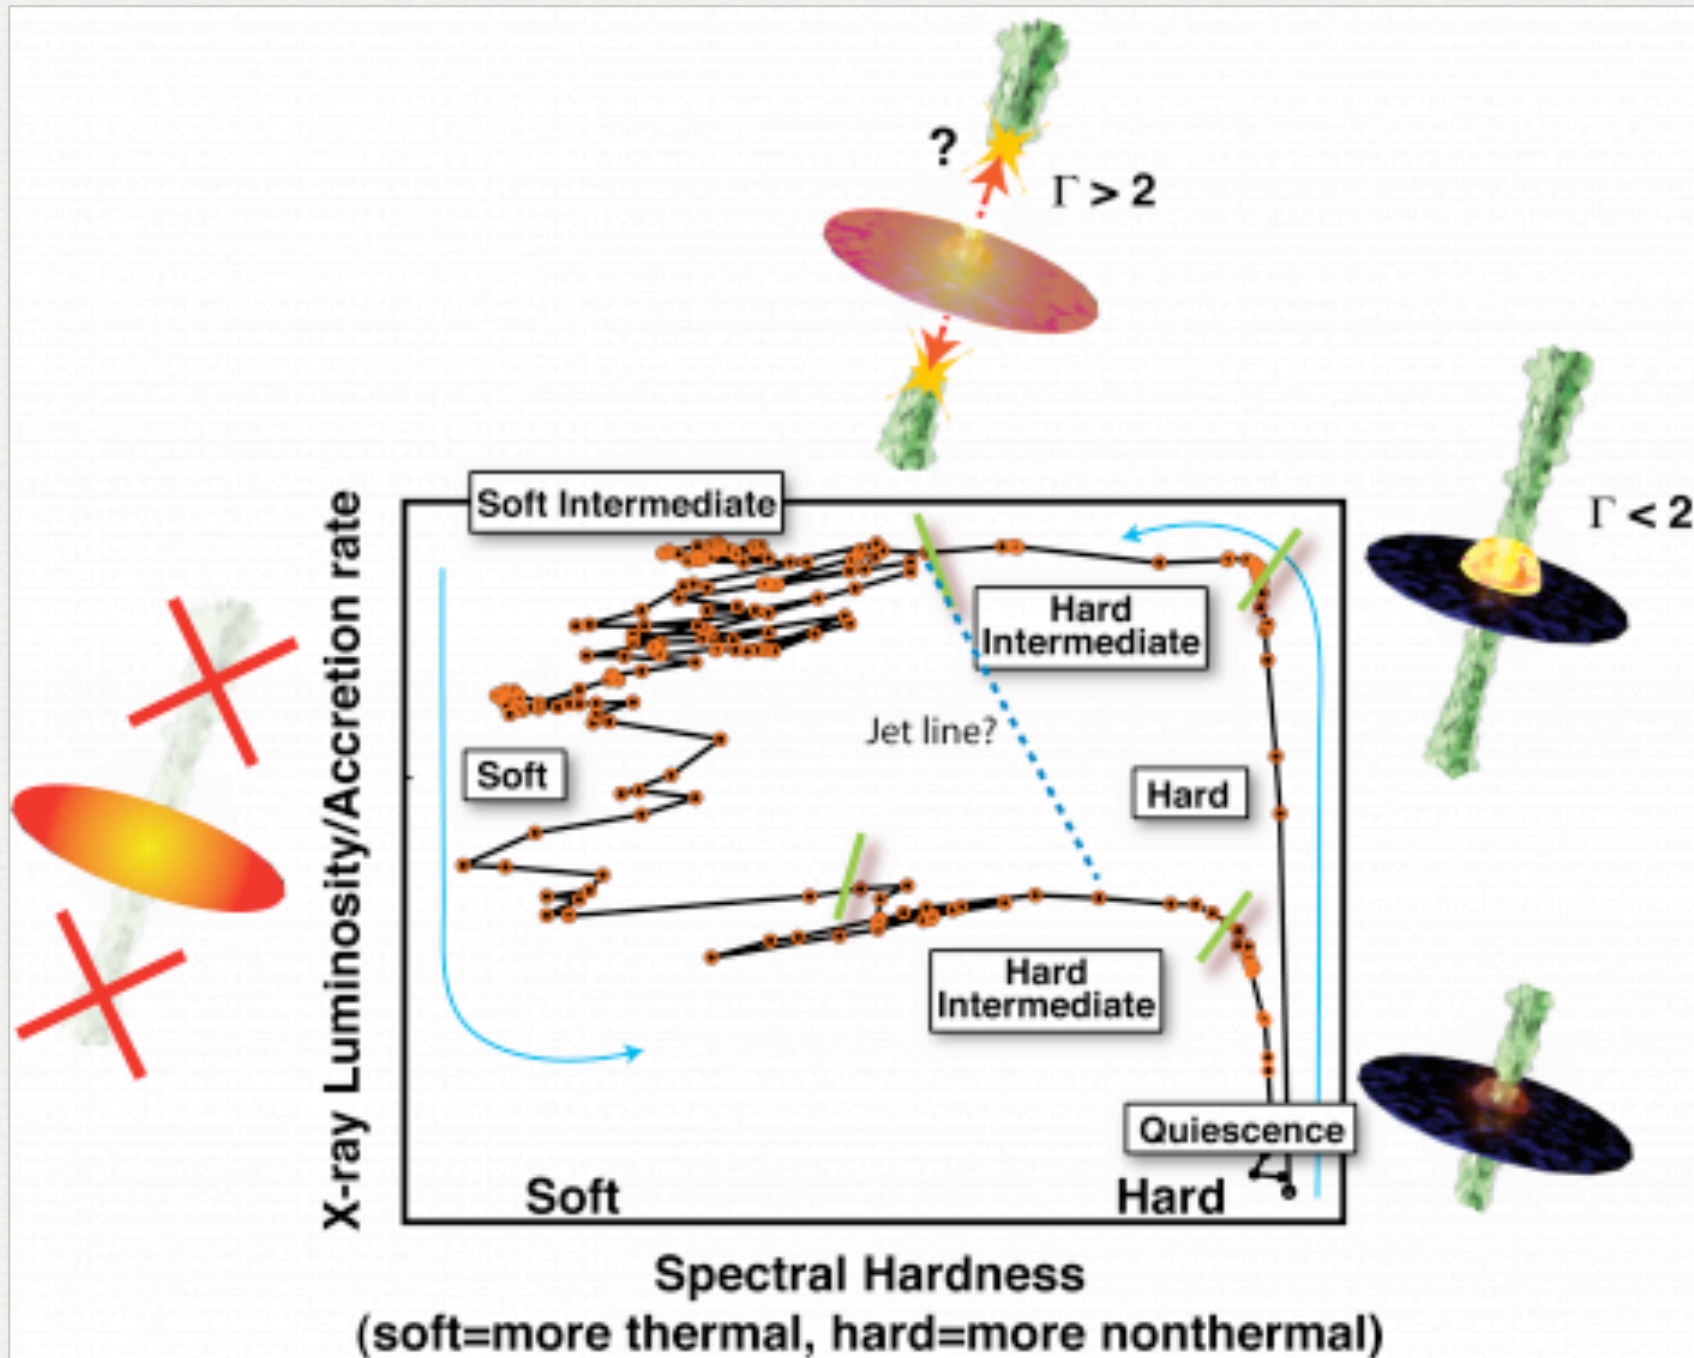 ?
Γ > 2
Γ < 2
Soft Intermediate
Hard
Intermediate
Jet line?
Soft
Hard
Hard
Intermediate
Quiescence
Soft
Hard
X-ray Luminosity/Accretion rate
Spectral Hardness
(soft=more thermal, hard=more nonthermal)